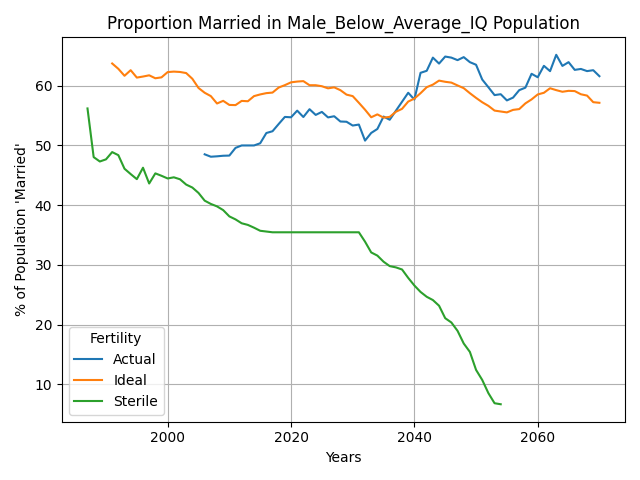 Proportion Married in Male_Below_Average_IQ Population
% of Population 'Married'
60
50
40
30
20
10
Fertility
Actual
Ideal
Sterile
2000
2020
2040
2060
Years